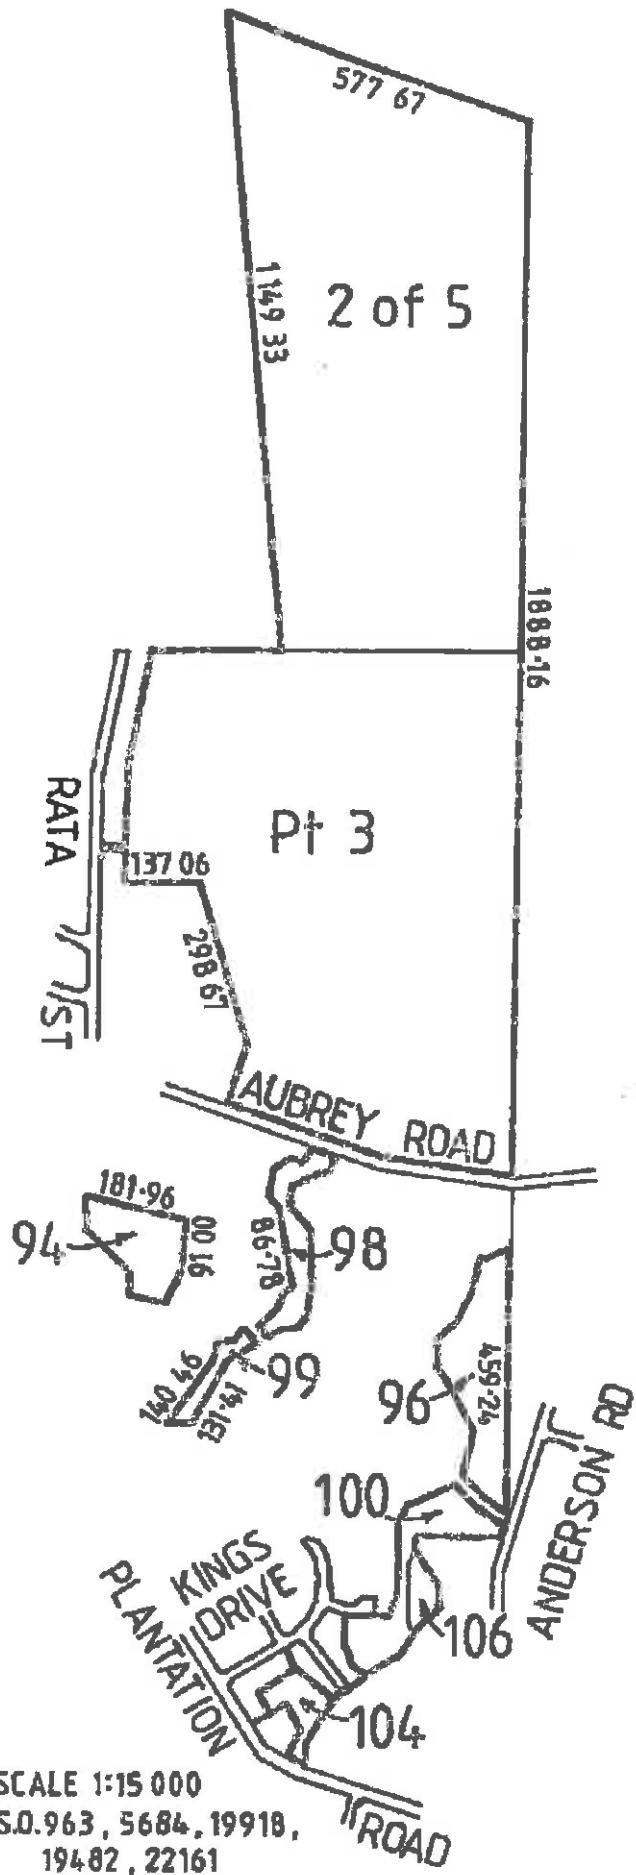 577 67
1149 33
2 of 5
1888·16
RATA ST
Pt 3
137 06
298 67
AUBREY ROAD
181·96
94
00 16
86·78
98
99
140 46
131·41
459·24
96
ANDERSON RD
100
KINGS
DRIVE
106
PLANTATION ROAD
104
SCALE 1:15 000
S.O.963, 5684, 19918,
19482, 22161